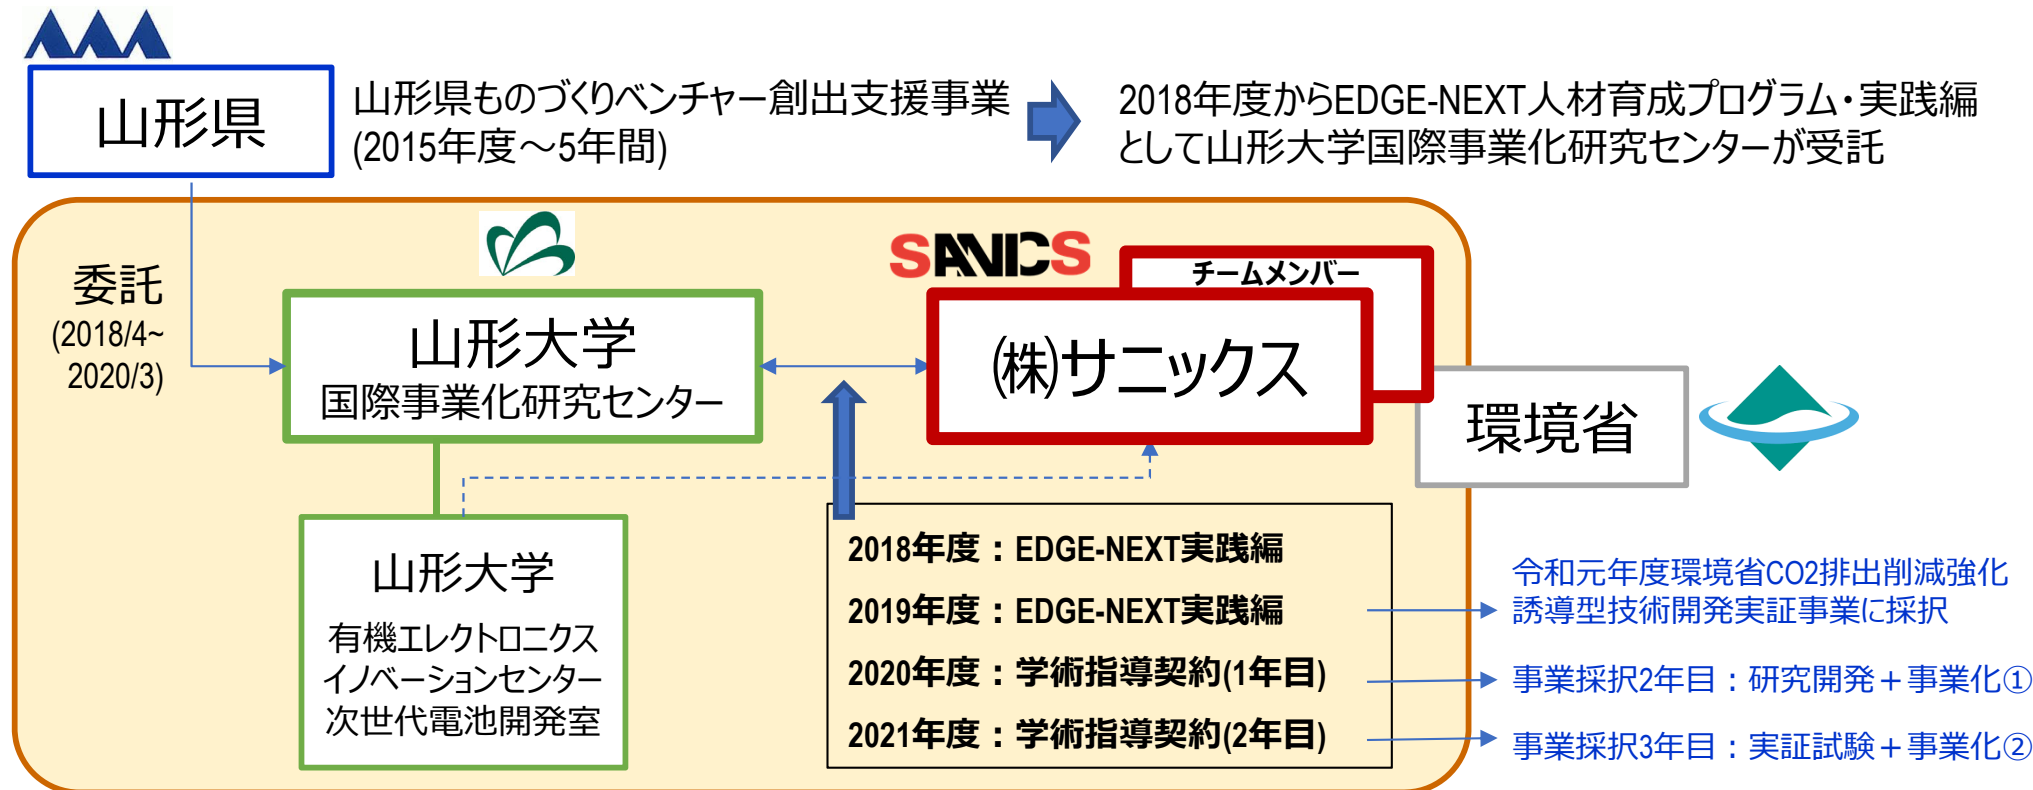 山形県
山形県ものづくりベンチャー創出支援事業
(2015年度～5年間)
2018年度からEDGE-NEXT人材育成プログラム・実践編
として山形大学国際事業化研究センターが受託
委託
(2018/4~
2020/3)
山形大学
国際事業化研究センター
SANICS
チームメンバー
㈱サニックス
環境省
山形大学
有機エレクトロニクス
イノベーションセンター
次世代電池開発室
2018年度：EDGE-NEXT実践編
2019年度：EDGE-NEXT実践編
2020年度：学術指導契約(1年目)
2021年度：学術指導契約(2年目)
令和元年度環境省CO2排出削減強化
誘導型技術開発実証事業に採択
事業採択2年目：研究開発＋事業化①
事業採択3年目：実証試験＋事業化②